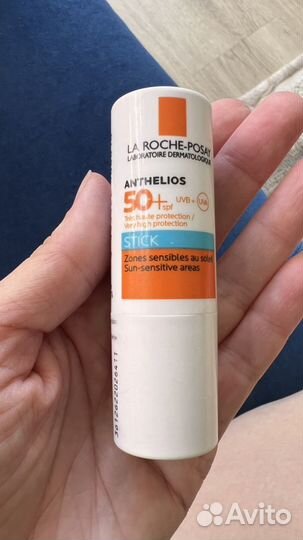 LA ROCHE-POSAY
LABORATOIRE DERMATOLOGIQUE
ANTHELIOS
50+ spf UVB + UVA
Très haute protection /
Very high protection
STICK
Zones sensibles au soleil
Sun-sensitive areas
Avito